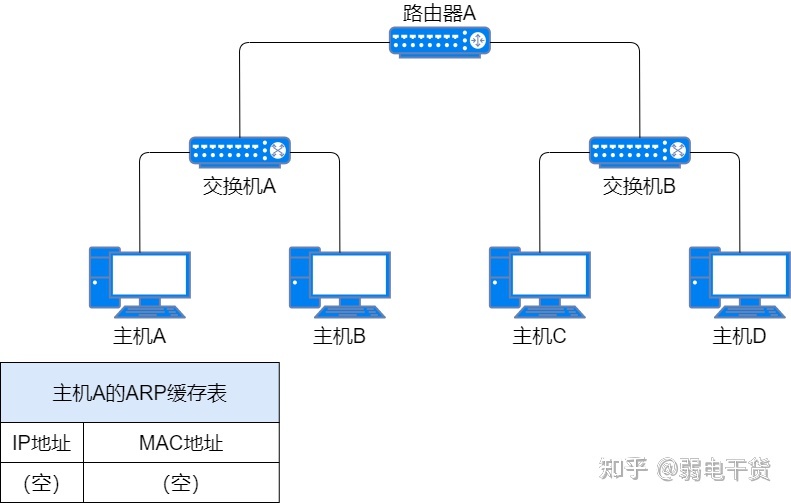 路由器A
交换机A
交换机B
主机A
主机B
主机C
主机D
主机A的ARP缓存表
IP地址 MAC地址
(空) (空)
知乎 @弱电干货